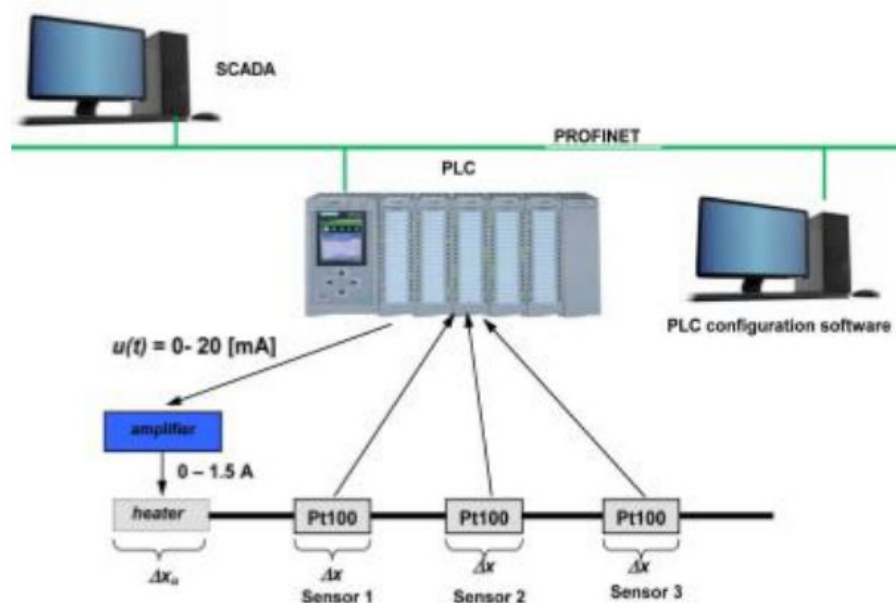 SCADA
PROFINET
PLC
PLC configuration software
u(t) = 0- 20 [mA]
amplifier
0 – 1.5 A
heater
Pt100
Pt100
Pt100
Δxᵤ
Δx
Δx
Δx
Sensor 1
Sensor 2
Sensor 3